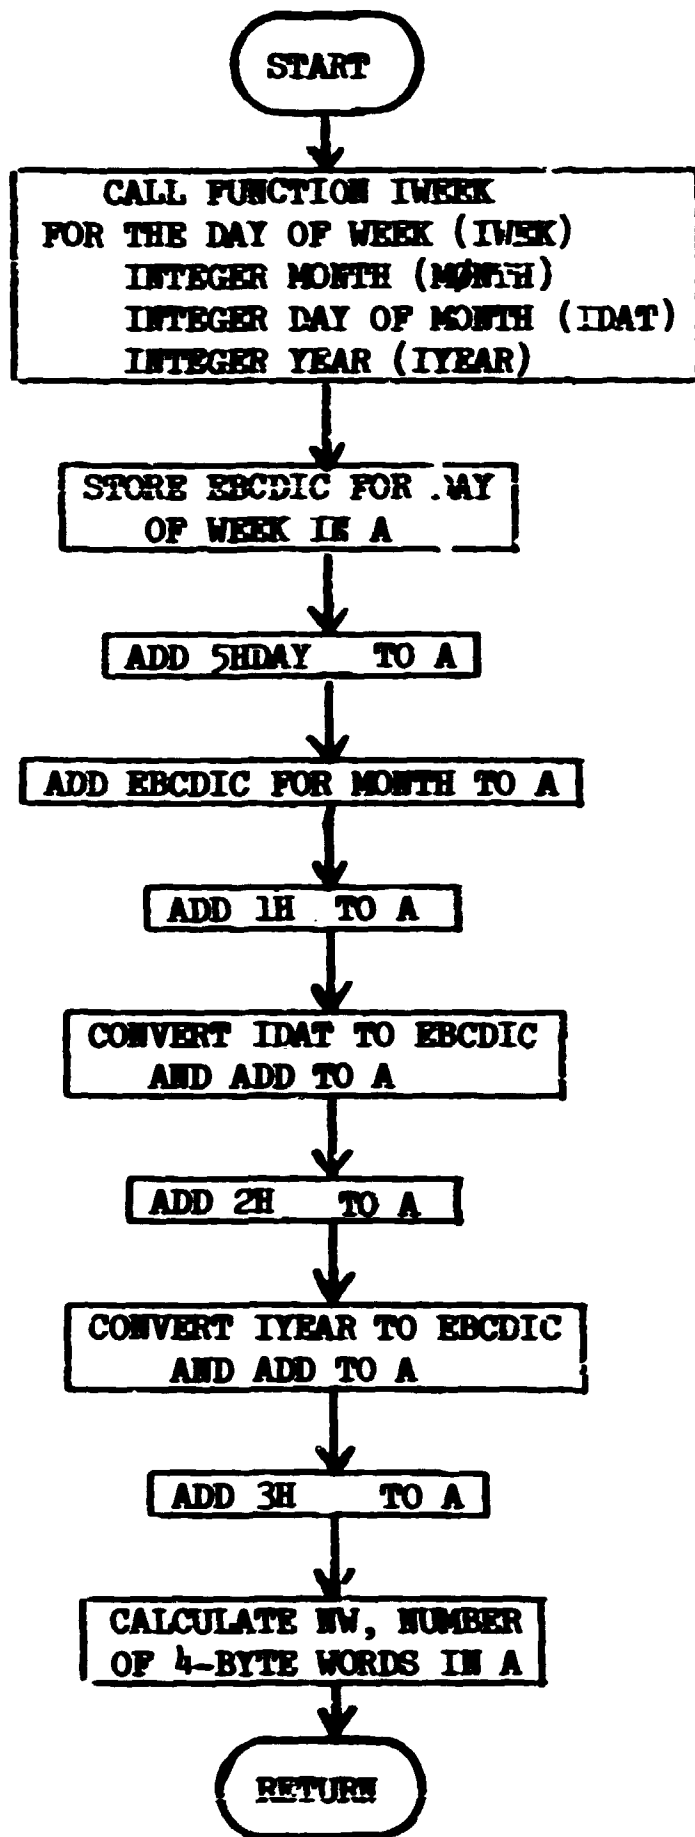 START
CALL FUNCTION IWEEK
FOR THE DAY OF WEEK (IWEK)
INTEGER MONTH (MØNTH)
INTEGER DAY OF MONTH (IDAT)
INTEGER YEAR (IYEAR)
STORE EBCDIC FOR DAY
OF WEEK IN A
ADD 5HDAY   TO A
ADD EBCDIC FOR MONTH TO A
ADD 1H  TO A
CONVERT IDAT TO EBCDIC
AND ADD TO A
ADD 2H   TO A
CONVERT IYEAR TO EBCDIC
AND ADD TO A
ADD 3H    TO A
CALCULATE NW, NUMBER
OF 4-BYTE WORDS IN A
RETURN